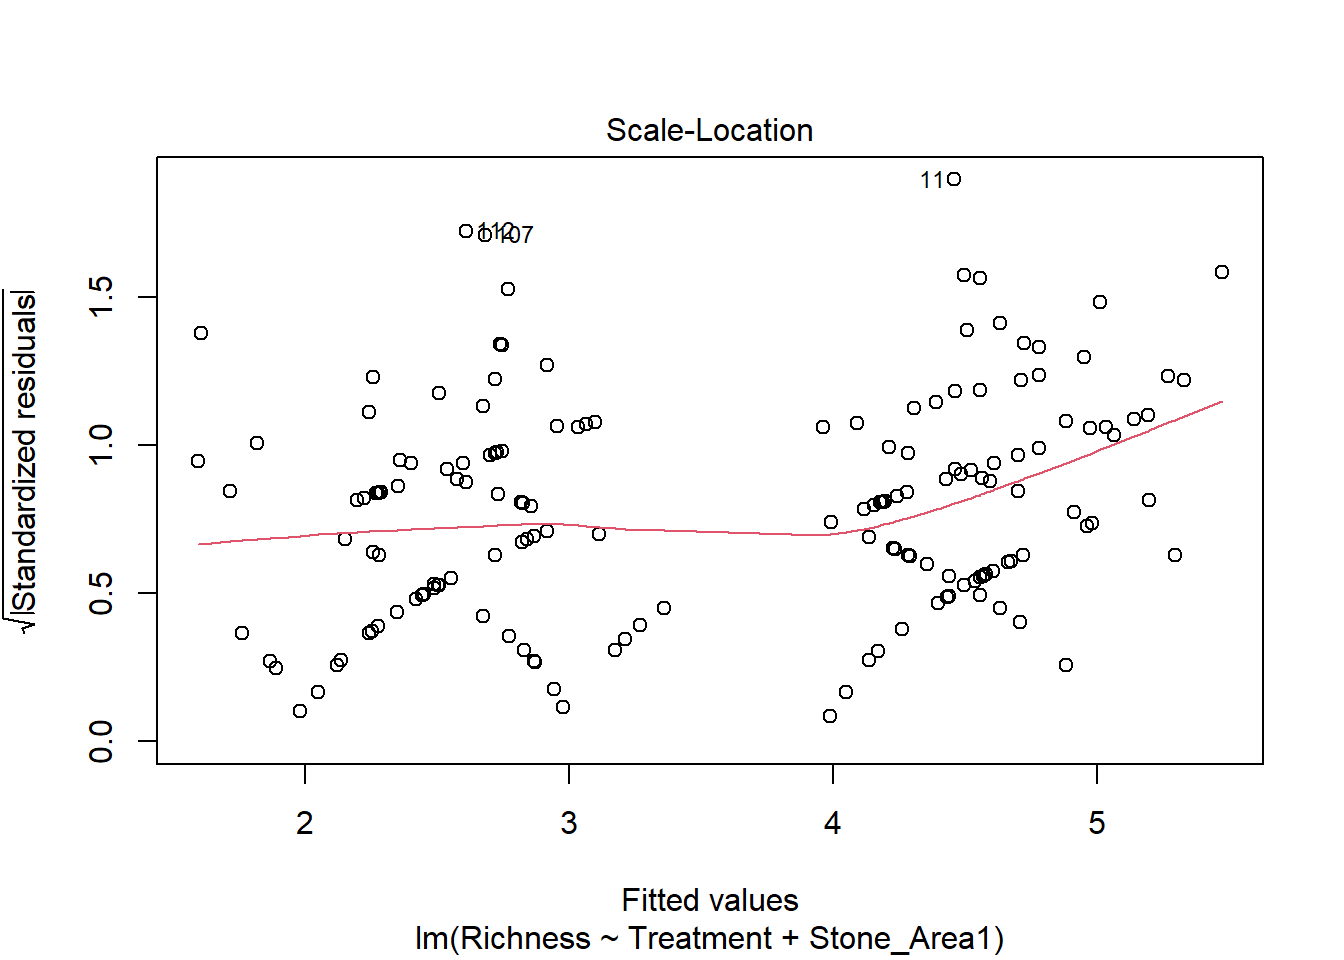 Scale-Location
11
112
107
√|Standardized residuals|
0.0 0.5 1.0 1.5
2 3 4 5
Fitted values
lm(Richness ~ Treatment + Stone_Area1)